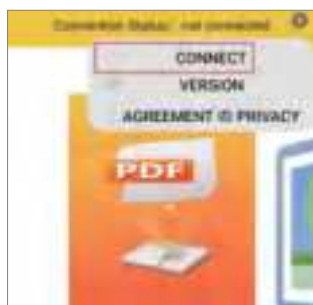 Connection Status: not connected
CONNECT
VERSION
AGREEMENT & PRIVACY
PDF